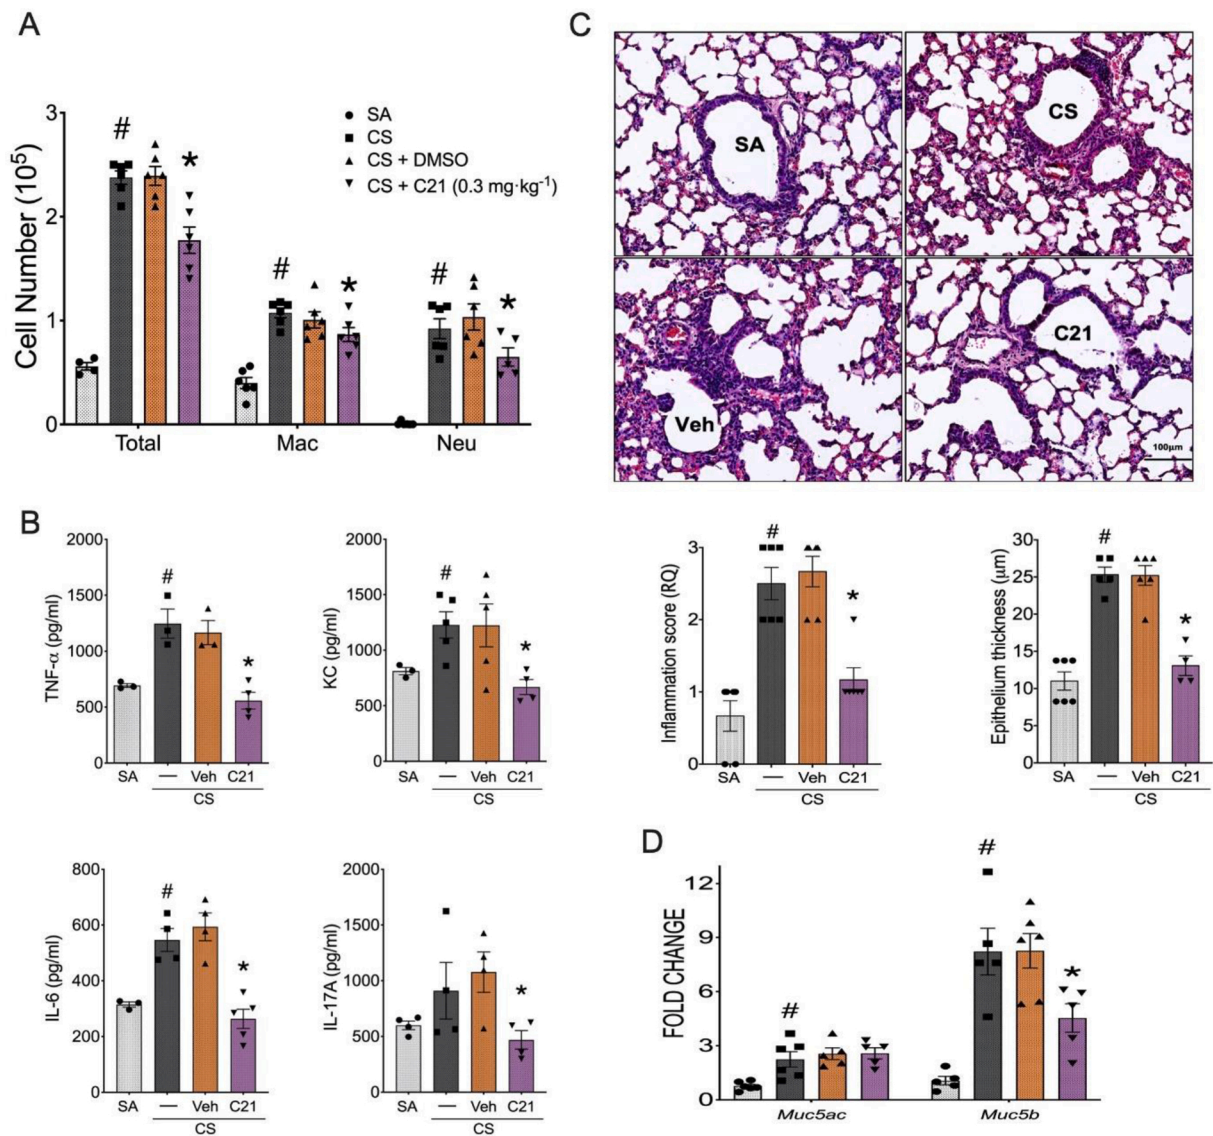 A
Cell Number (10⁵)
3
2
1
0
Total Mac Neu
SA
CS
CS + DMSO
CS + C21 (0.3 mg·kg⁻¹)
# * # * # *
C
SA
CS
Veh
C21
100μm
B
TNF-α (pg/ml)
2000
1500
1000
500
0
# *
SA — Veh C21
CS
KC (pg/ml)
2000
1500
1000
500
0
# *
SA — Veh C21
CS
Inflammation score (RQ)
3
2
1
0
# *
SA — Veh C21
CS
Epithelium thickness (μm)
30
25
20
15
10
5
0
# *
SA — Veh C21
CS
IL-6 (pg/ml)
800
600
400
200
0
# *
SA — Veh C21
CS
IL-17A (pg/ml)
2000
1500
1000
500
0
*
SA — Veh C21
CS
D
FOLD CHANGE
12
9
6
3
0
# # *
Muc5ac Muc5b